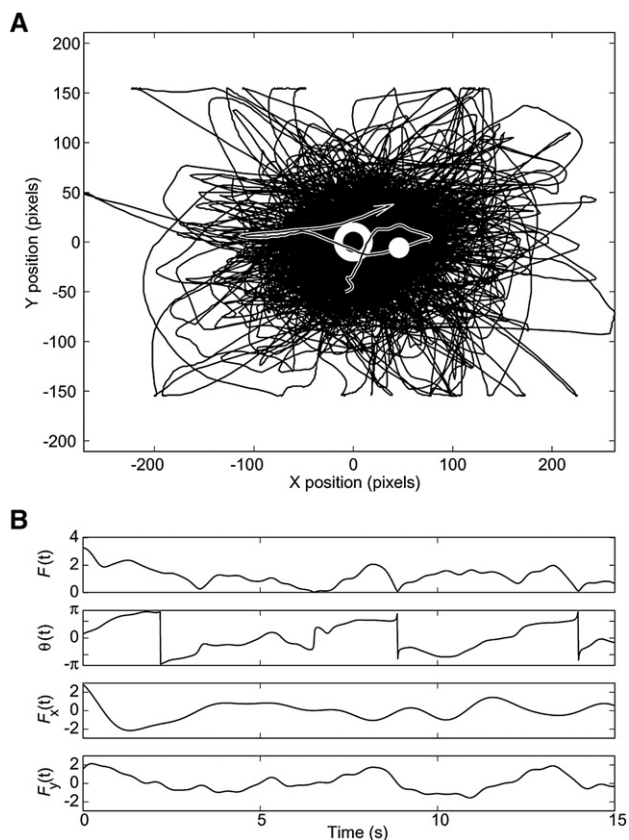 A
Y position (pixels)
200
150
100
50
0
-50
-100
-150
-200
-200 -100 0 100 200
X position (pixels)
B
F(t)
4
2
0
θ(t)
π
0
-π
Fx(t)
2
0
-2
Fy(t)
2
0
-2
0 5 10 15
Time (s)